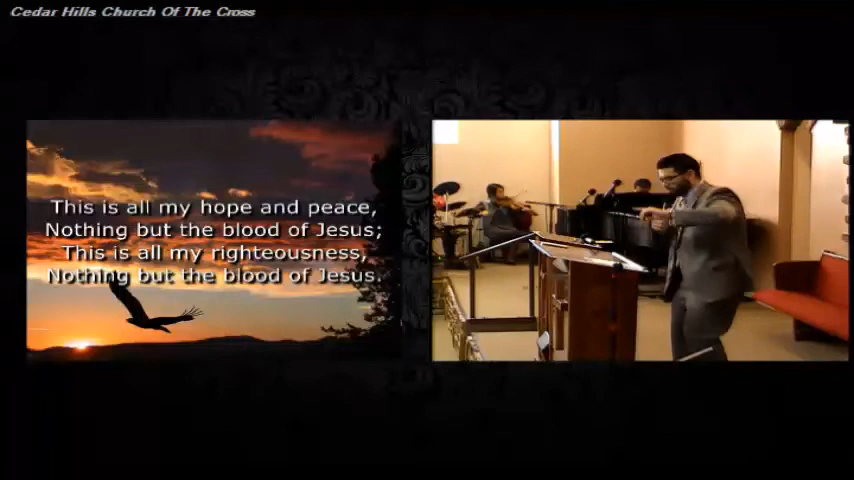 Cedar Hills Church Of The Cross
This is all my hope and peace,
Nothing but the blood of Jesus;
This is all my righteousness,
Nothing but the blood of Jesus.